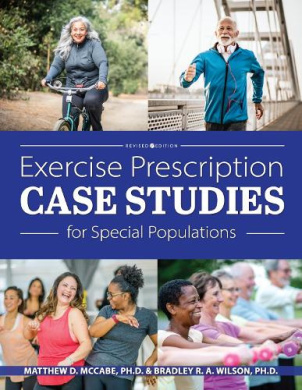 REVISED EDITION
Exercise Prescription
CASE STUDIES
for Special Populations
MATTHEW D. MCCABE, PH.D. & BRADLEY R. A. WILSON, PH.D.